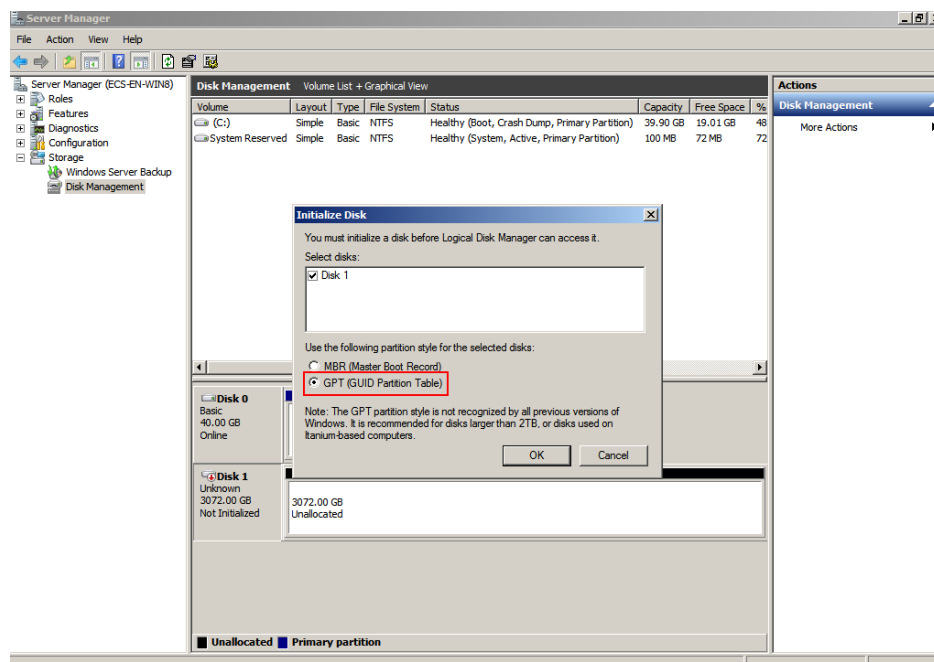 Server Manager
File Action View Help
Server Manager (ECS-EN-WIN8)
Roles
Features
Diagnostics
Configuration
Storage
Windows Server Backup
Disk Management
Disk Management Volume List + Graphical View
Volume Layout Type File System Status Capacity Free Space %
(C:) Simple Basic NTFS Healthy (Boot, Crash Dump, Primary Partition) 39.90 GB 19.01 GB 48
System Reserved Simple Basic NTFS Healthy (System, Active, Primary Partition) 100 MB 72 MB 72
Actions
Disk Management
More Actions
Initialize Disk
You must initialize a disk before Logical Disk Manager can access it.
Select disks:
Disk 1
Use the following partition style for the selected disks:
MBR (Master Boot Record)
GPT (GUID Partition Table)
Note: The GPT partition style is not recognized by all previous versions of
Windows. It is recommended for disks larger than 2TB, or disks used on
Itanium-based computers.
OK Cancel
Disk 0
Basic
40.00 GB
Online
Disk 1
Unknown
3072.00 GB
Not Initialized
3072.00 GB
Unallocated
Unallocated Primary partition